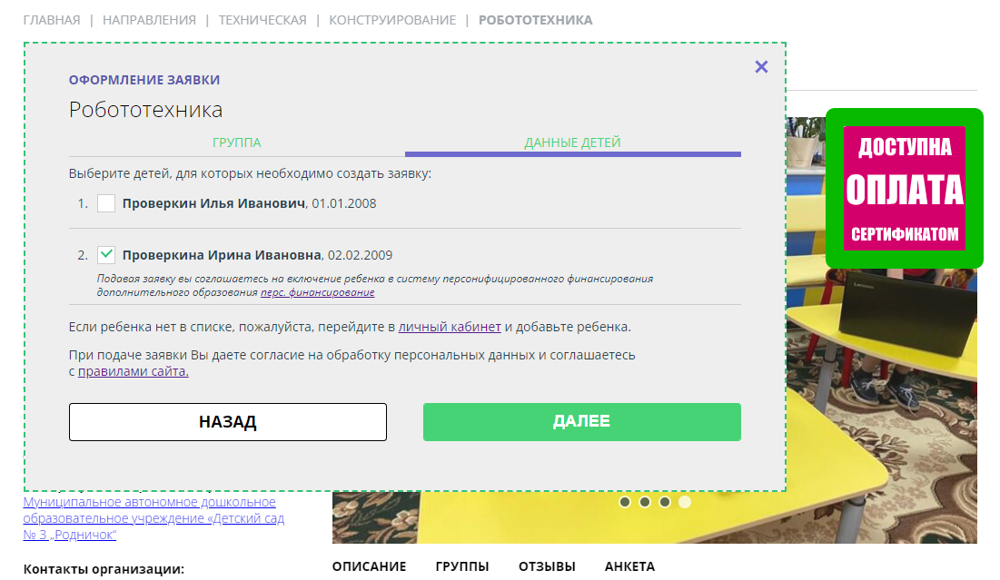 ГЛАВНАЯ | НАПРАВЛЕНИЯ | ТЕХНИЧЕСКАЯ | КОНСТРУИРОВАНИЕ | РОБОТОТЕХНИКА
ОФОРМЛЕНИЕ ЗАЯВКИ
Робототехника
ГРУППА
ДАННЫЕ ДЕТЕЙ
Выберите детей, для которых необходимо создать заявку:
1. Проверкин Илья Иванович, 01.01.2008
2. Проверкина Ирина Ивановна, 02.02.2009
Подавая заявку вы соглашаетесь на включение ребенка в систему персонифицированного финансирования
дополнительного образования перс. финансирование
Если ребенка нет в списке, пожалуйста, перейдите в личный кабинет и добавьте ребенка.
При подаче заявки Вы даете согласие на обработку персональных данных и соглашаетесь
с правилами сайта.
НАЗАД
ДАЛЕЕ
ДОСТУПНА
ОПЛАТА
СЕРТИФИКАТОМ
Lenovo
Муниципальное автономное дошкольное
образовательное учреждение «Детский сад
№ 3 „Родничок“
Контакты организации:
ОПИСАНИЕ
ГРУППЫ
ОТЗЫВЫ
АНКЕТА